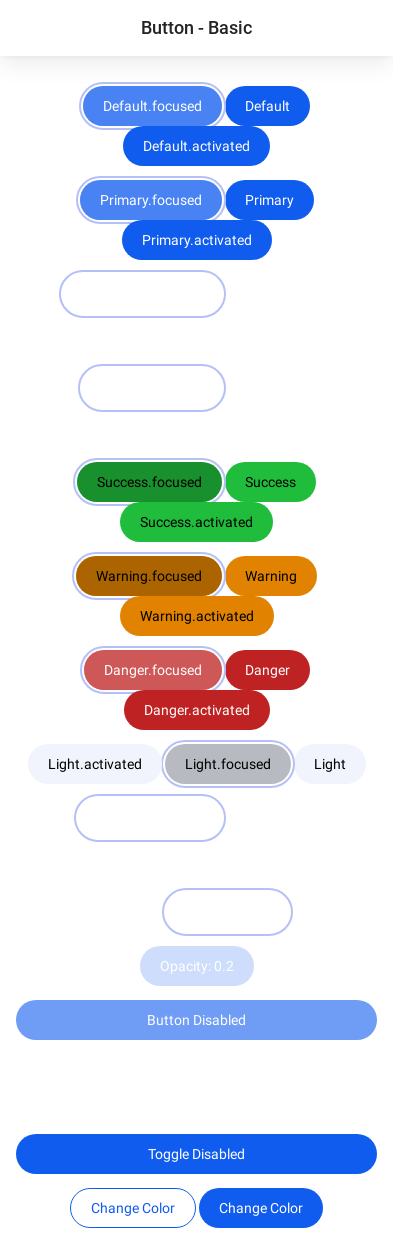 Button - Basic
Default.focused Default
Default.activated
Primary.focused Primary
Primary.activated
Success.focused Success
Success.activated
Warning.focused Warning
Warning.activated
Danger.focused Danger
Danger.activated
Light.activated Light.focused Light
Opacity: 0.2
Button Disabled
Toggle Disabled
Change Color Change Color